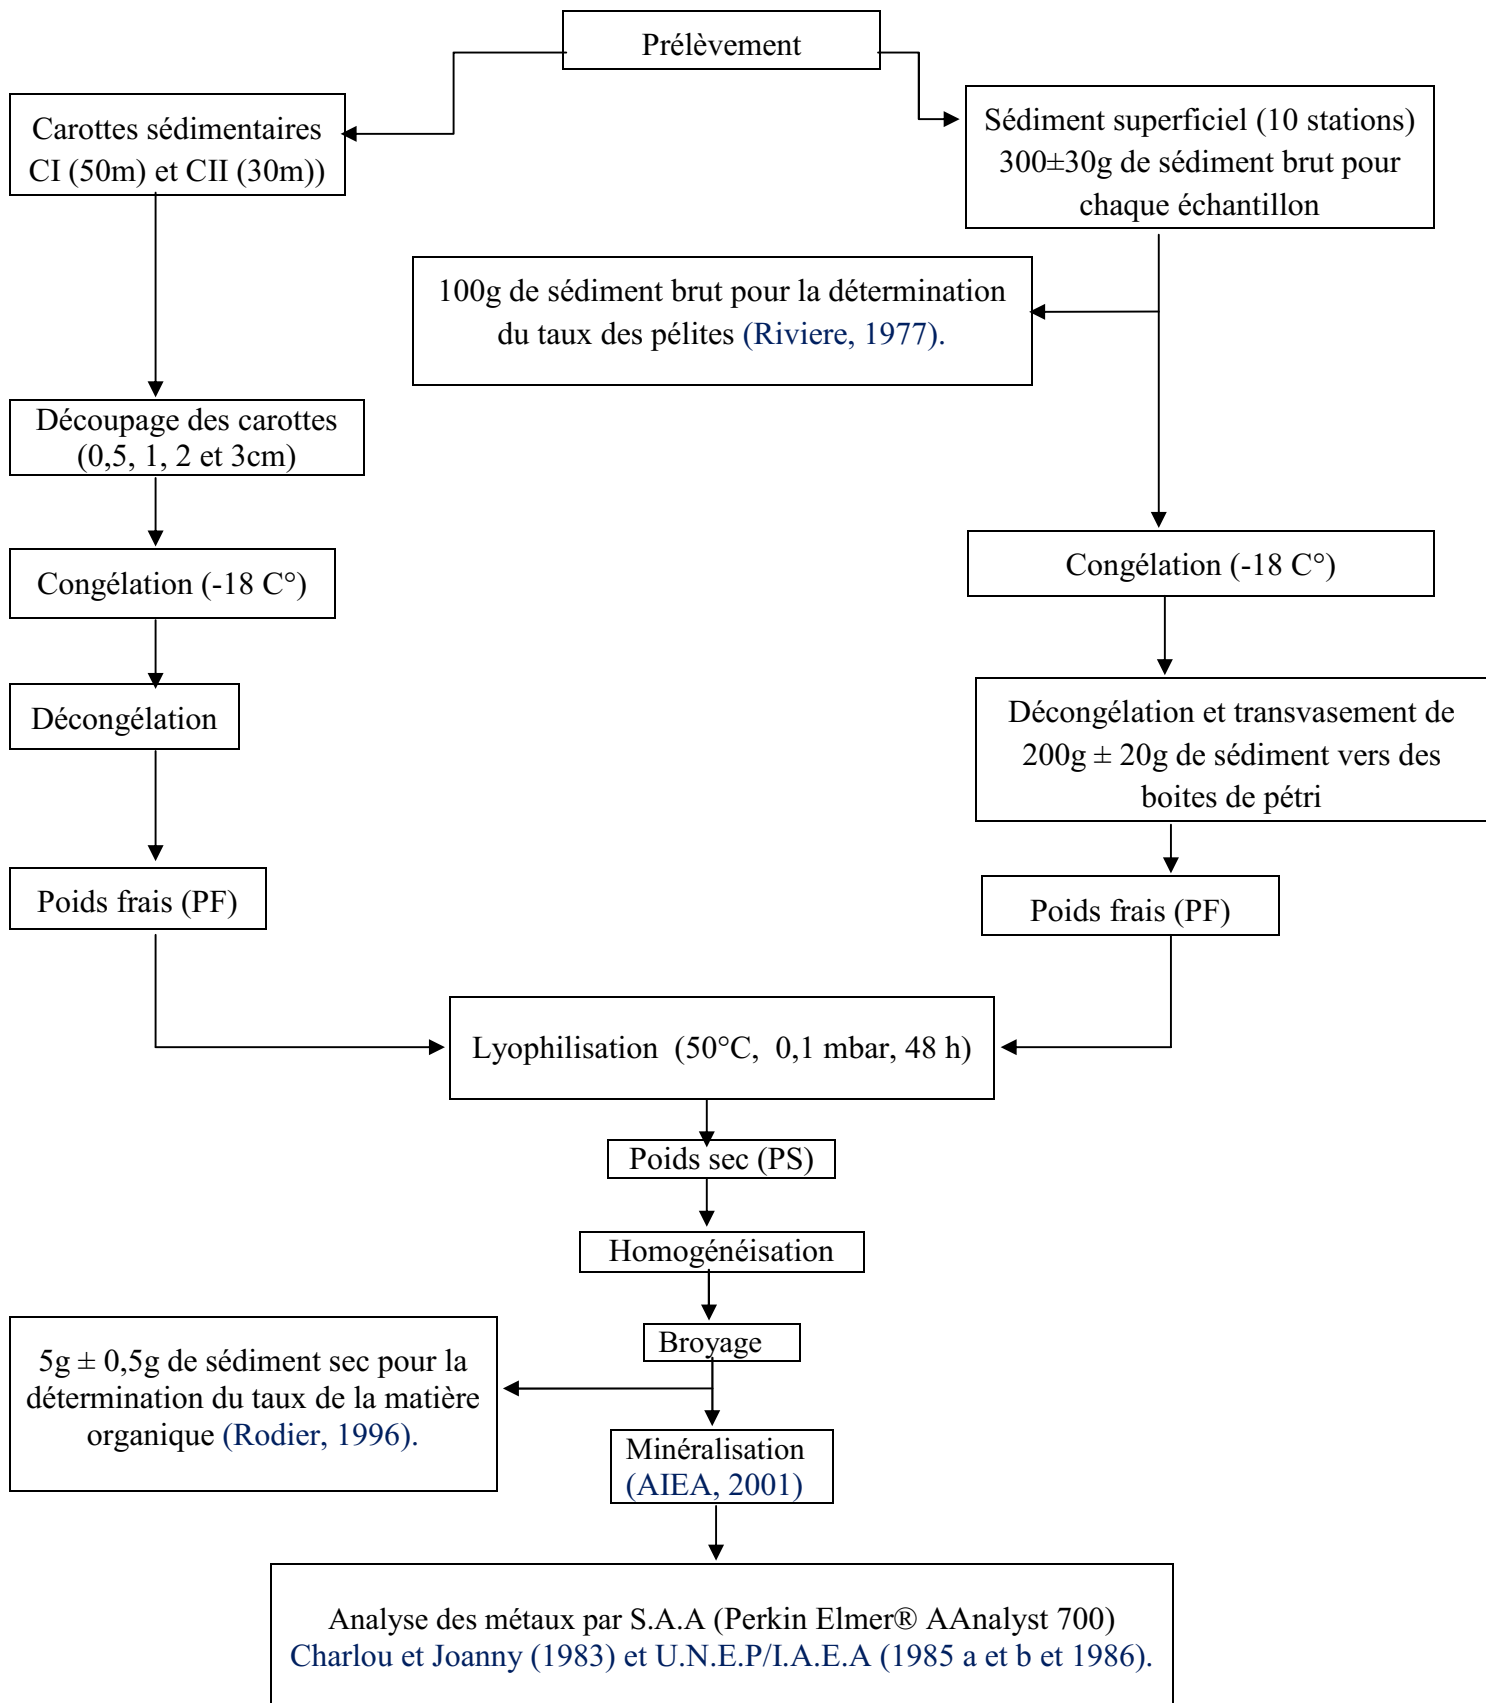 Prélèvement
Carottes sédimentaires
CI (50m) et CII (30m))
Sédiment superficiel (10 stations)
300±30g de sédiment brut pour
chaque échantillon
100g de sédiment brut pour la détermination
du taux des pélites (Riviere, 1977).
Découpage des carottes
(0,5, 1, 2 et 3cm)
Congélation (-18 C°)
Congélation (-18 C°)
Décongélation
Décongélation et transvasement de
200g ± 20g de sédiment vers des
boites de pétri
Poids frais (PF)
Poids frais (PF)
Lyophilisation (50°C, 0,1 mbar, 48 h)
Poids sec (PS)
Homogénéisation
Broyage
5g ± 0,5g de sédiment sec pour la
détermination du taux de la matière
organique (Rodier, 1996).
Minéralisation
(AIEA, 2001)
Analyse des métaux par S.A.A (Perkin Elmer® AAnalyst 700)
Charlou et Joanny (1983) et U.N.E.P/I.A.E.A (1985 a et b et 1986).